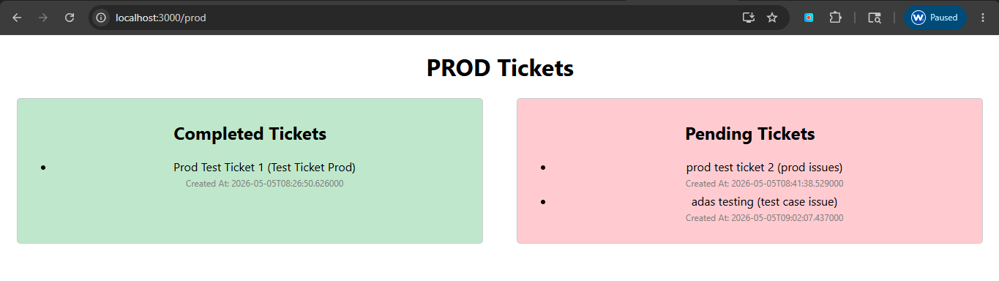 localhost:3000/prod
Paused
PROD Tickets
Completed Tickets
Prod Test Ticket 1 (Test Ticket Prod)
Created At: 2026-05-05T08:26:50.626000
Pending Tickets
prod test ticket 2 (prod issues)
Created At: 2026-05-05T08:41:38.529000
adas testing (test case issue)
Created At: 2026-05-05T09:02:07.437000